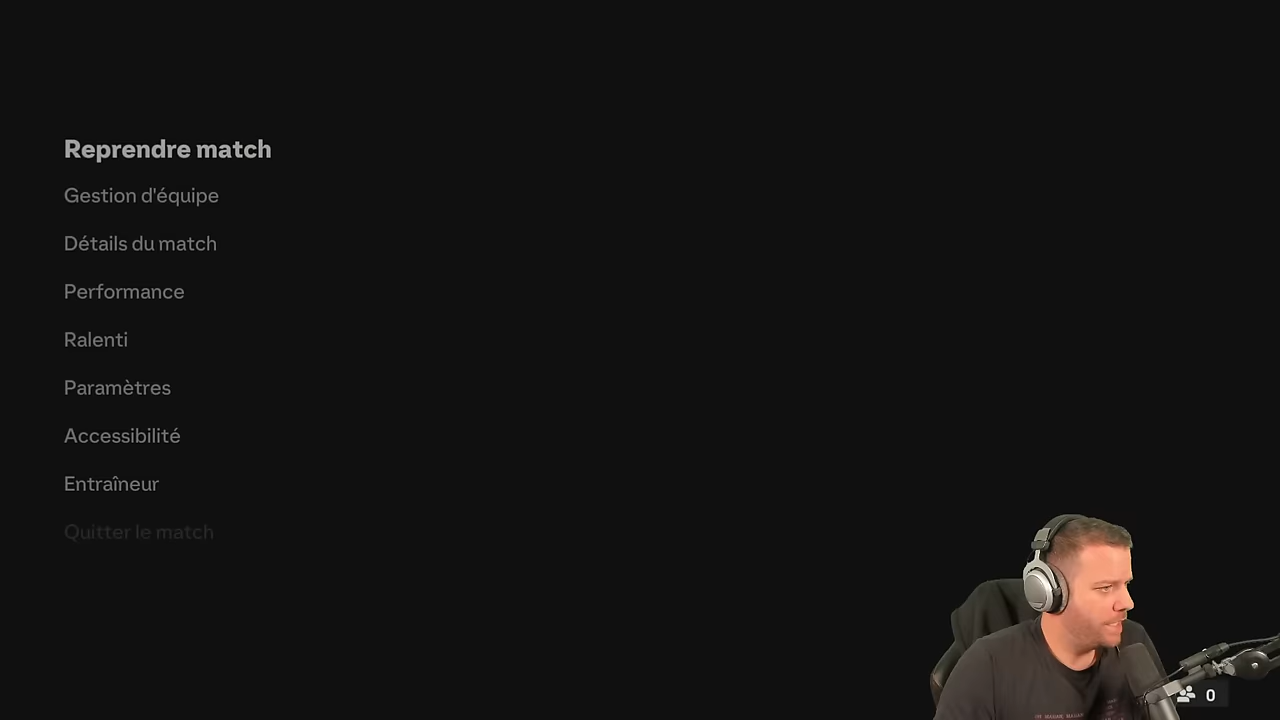 Reprendre match
Gestion d'équipe
Détails du match
Performance
Ralenti
Paramètres
Accessibilité
Entraîneur
Quitter le match
0